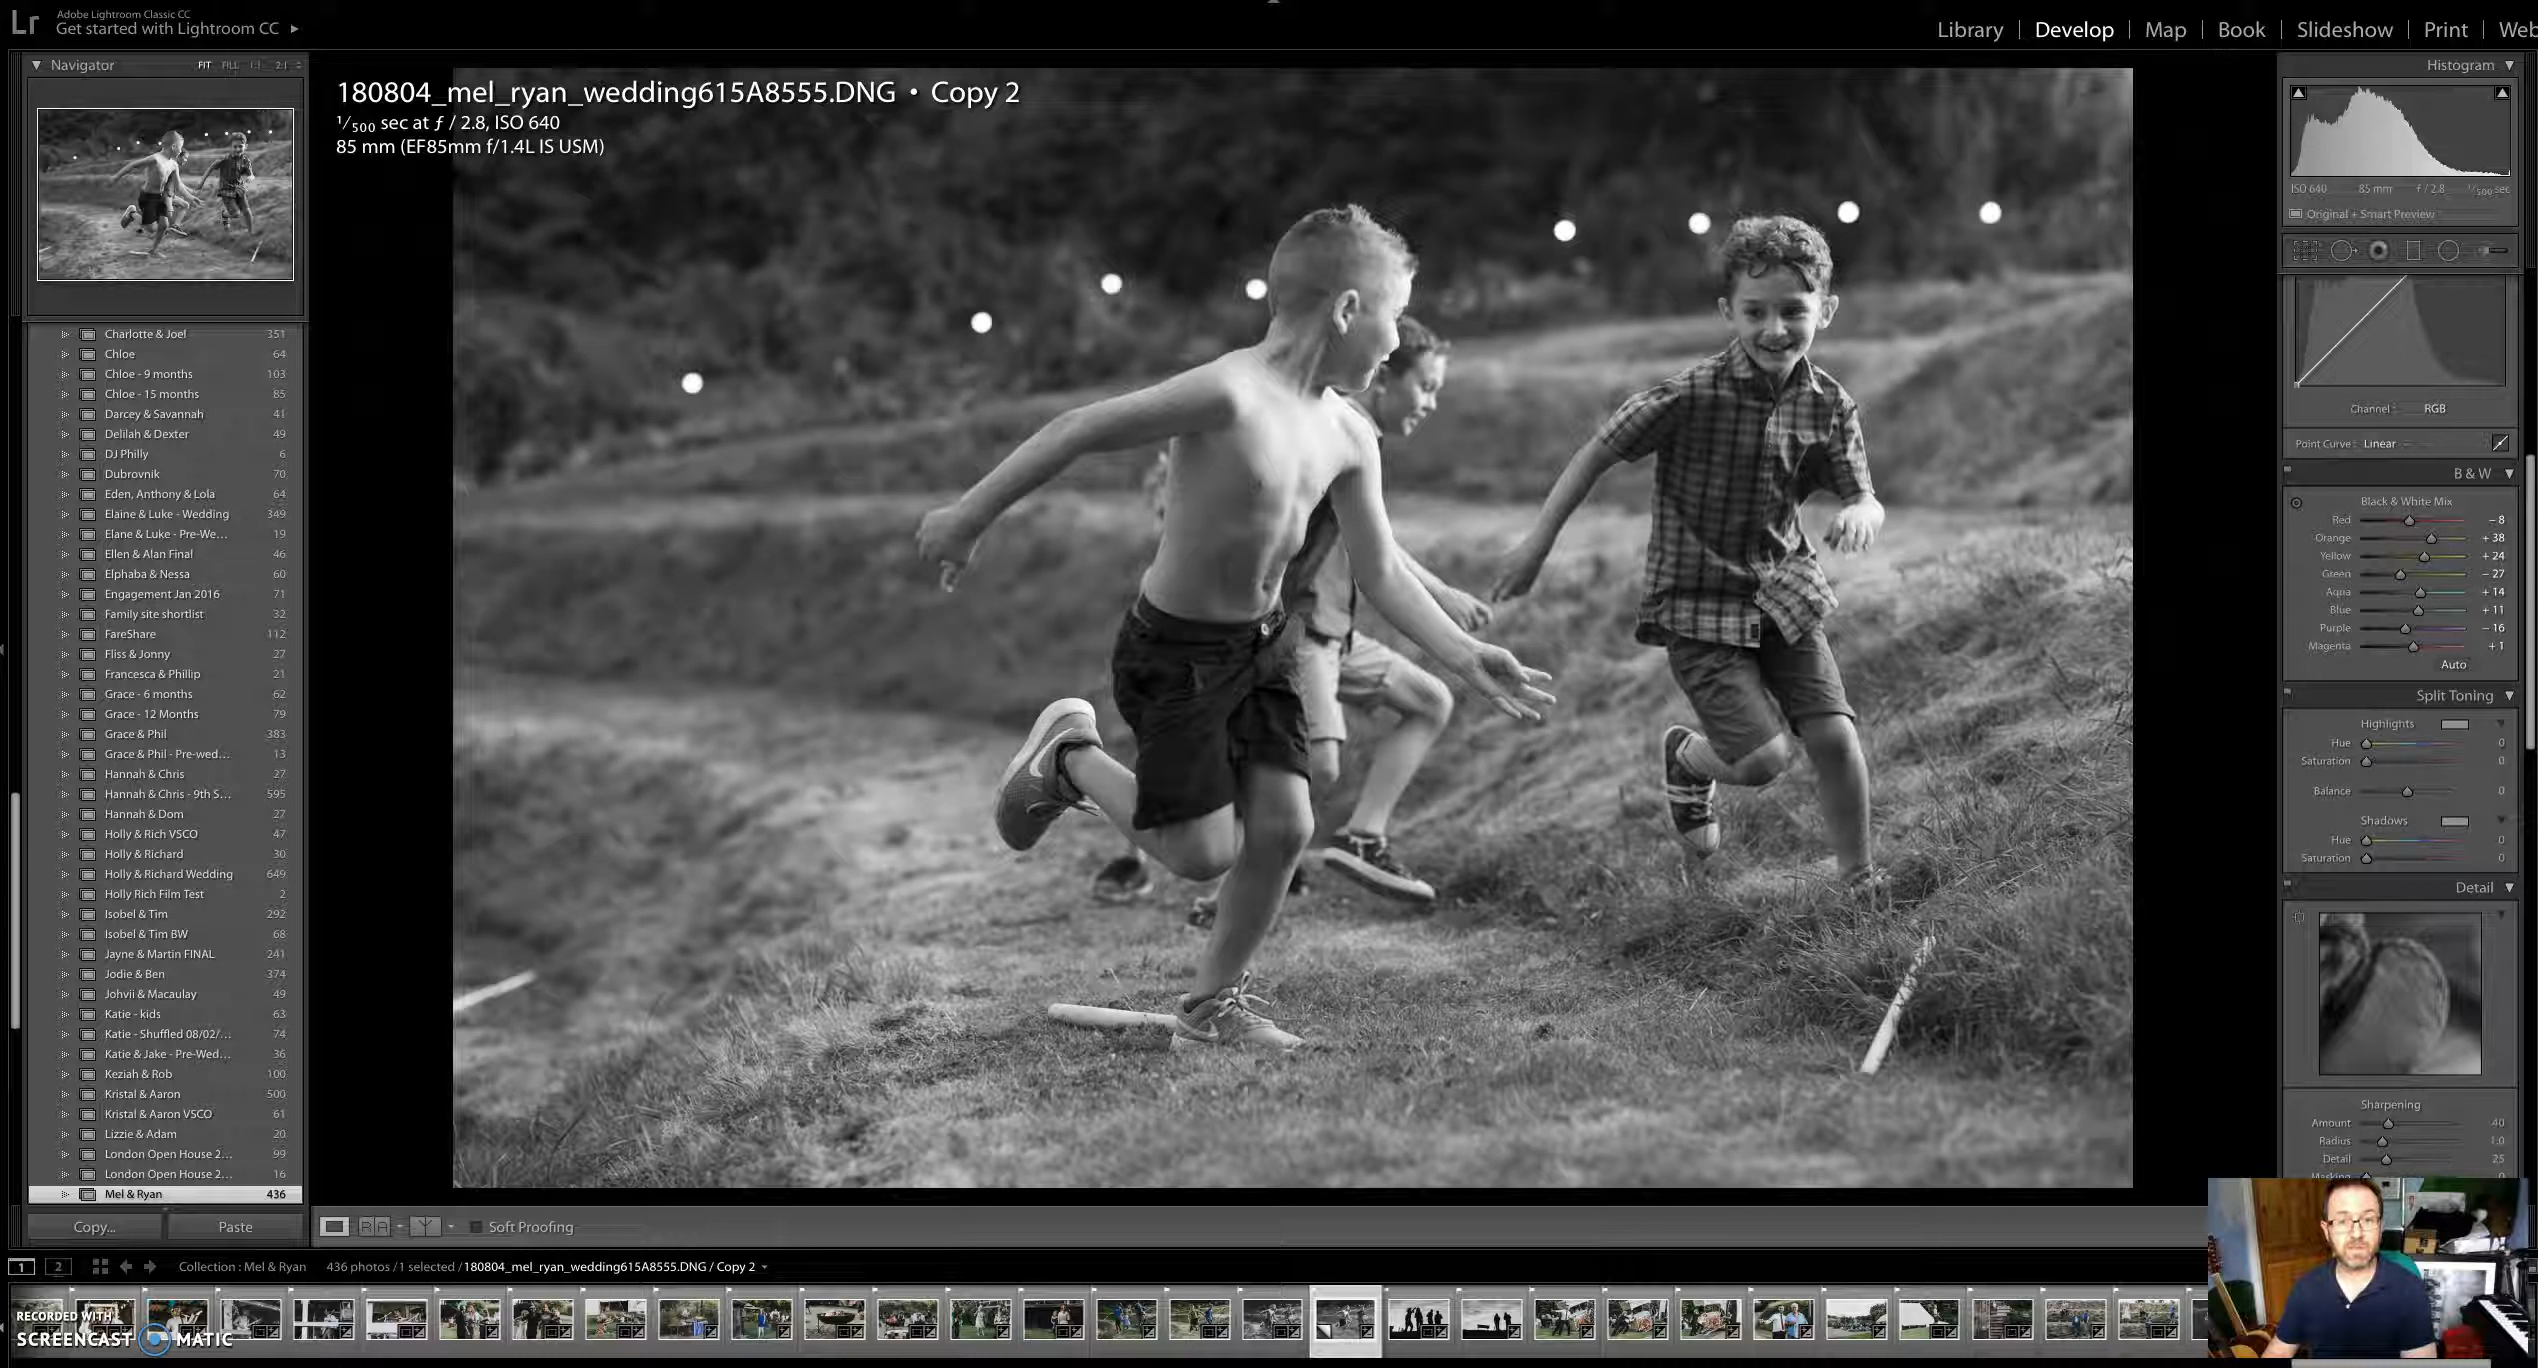 Lr
Adobe Lightroom Classic CC
Get started with Lightroom CC
Library | Develop | Map | Book | Slideshow | Print | Web
Navigator FIT FILL 1:1 2:1
180804_mel_ryan_wedding615A8555.DNG • Copy 2
1/500 sec at ƒ / 2.8, ISO 640
85 mm (EF85mm f/1.4L IS USM)
Charlotte & Joel 351
Chloe 64
Chloe - 9 months 103
Chloe - 15 months 85
Darcey & Savannah 41
Delilah & Dexter 49
DJ Philly 6
Dubrovnik 70
Eden, Anthony & Lola 64
Elaine & Luke - Wedding 349
Elane & Luke - Pre-We... 19
Ellen & Alan Final 46
Elphaba & Nessa 60
Engagement Jan 2016 71
Family site shortlist 32
FareShare 112
Fliss & Jonny 27
Francesca & Phillip 21
Grace - 6 months 62
Grace - 12 Months 79
Grace & Phil 383
Grace & Phil - Pre-wed... 13
Hannah & Chris 27
Hannah & Chris - 9th S... 595
Hannah & Dom 27
Holly & Rich VSCO 47
Holly & Richard 30
Holly & Richard Wedding 649
Holly Rich Film Test 2
Isobel & Tim 292
Isobel & Tim BW 68
Jayne & Martin FINAL 241
Jodie & Ben 374
Johvii & Macaulay 49
Katie - kids 63
Katie - Shuffled 08/02/... 74
Katie & Jake - Pre-Wed... 36
Keziah & Rob 100
Kristal & Aaron 500
Kristal & Aaron VSCO 61
Lizzie & Adam 20
London Open House 2... 99
London Open House 2... 16
Mel & Ryan 436
Copy... Paste
Soft Proofing
Histogram
ISO 640 85 mm ƒ / 2.8 1/500 sec
Original + Smart Preview
Channel : RGB
Point Curve : Linear
B & W
Black & White Mix
Red - 8
Orange + 38
Yellow + 24
Green - 27
Aqua + 14
Blue + 11
Purple - 16
Magenta + 1
Auto
Split Toning
Highlights
Hue 0
Saturation 0
Balance 0
Shadows
Hue 0
Saturation 0
Detail
Sharpening
Amount 40
Radius 1.0
Detail 25
Masking 0
1 2 Collection : Mel & Ryan 436 photos / 1 selected / 180804_mel_ryan_wedding615A8555.DNG / Copy 2
RECORDED WITH
SCREENCAST MATIC